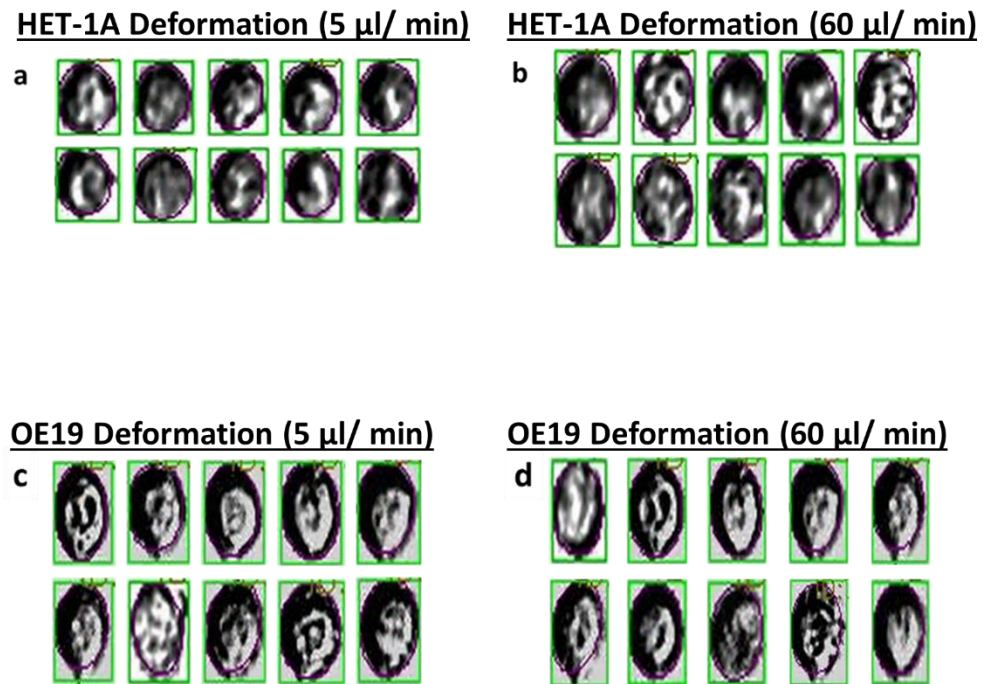 HET-1A Deformation (5 µl/ min)
HET-1A Deformation (60 µl/ min)
a
b
OE19 Deformation (5 µl/ min)
OE19 Deformation (60 µl/ min)
c
d